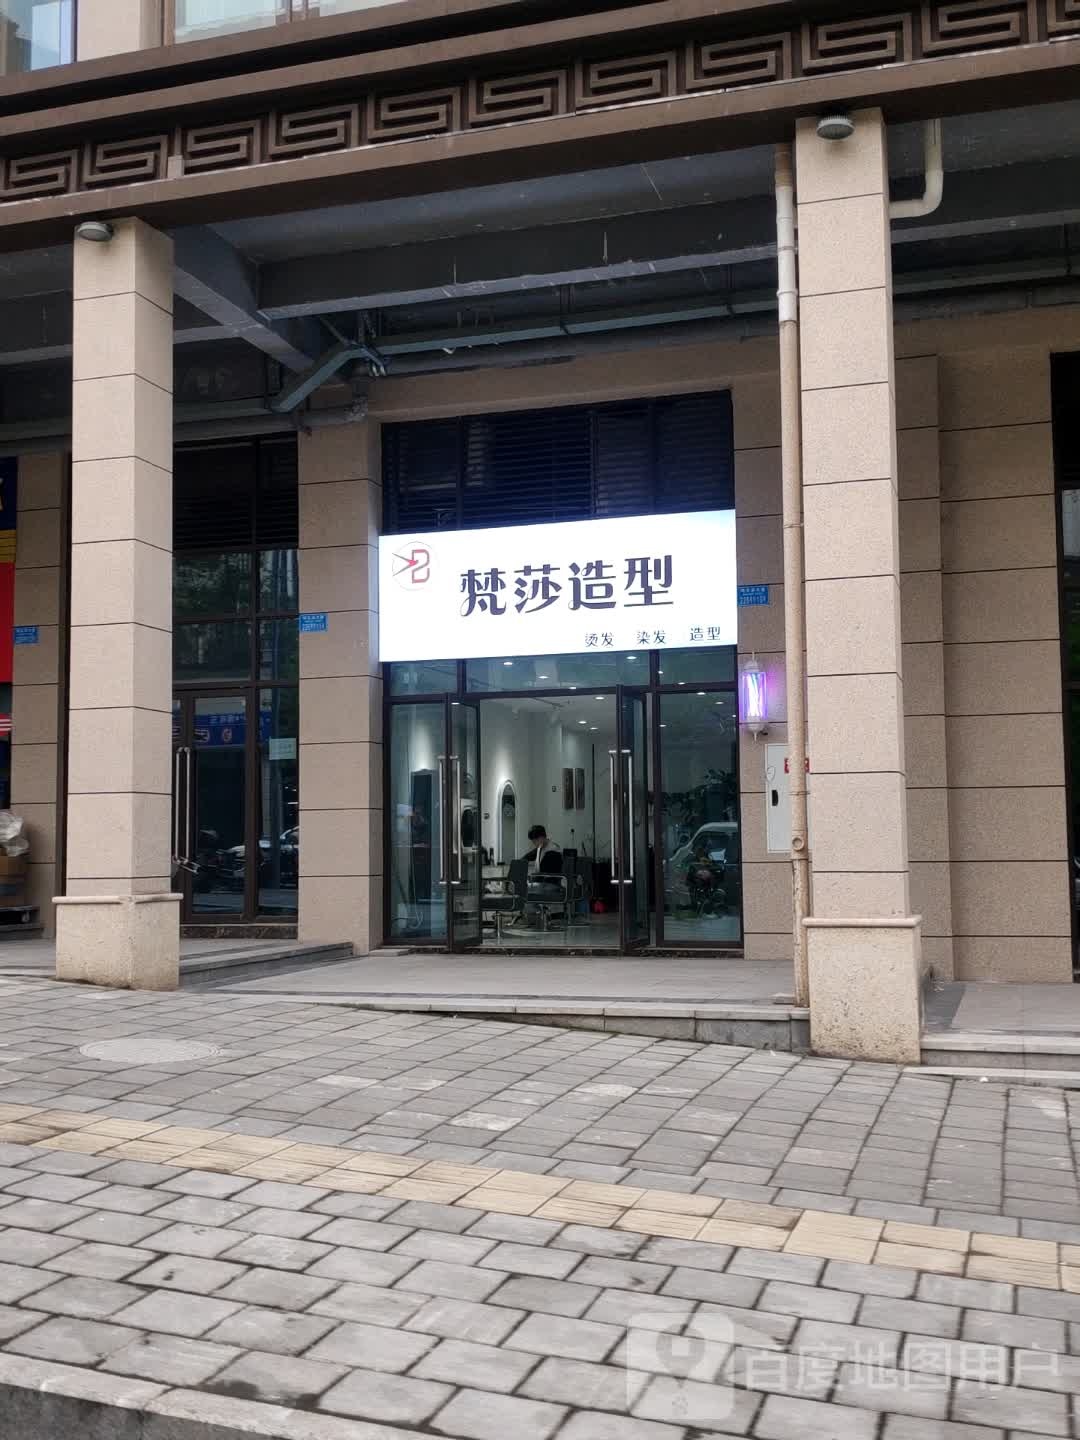 梵莎造型
烫发 染发 造型
百度地图用户